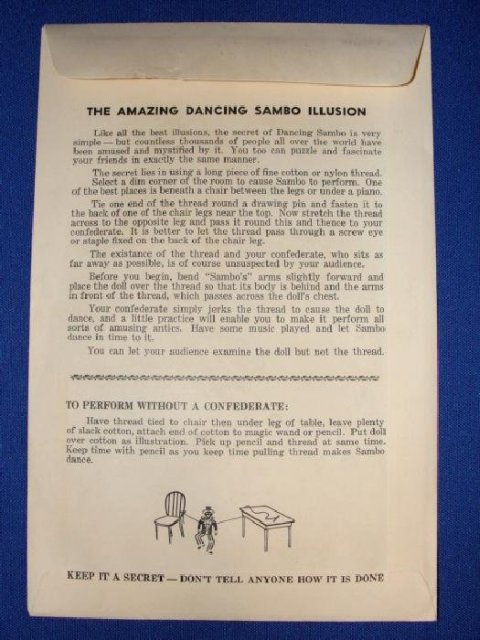 THE AMAZING DANCING SAMBO ILLUSION
Like all the best illusions, the secret of Dancing Sambo is very
simple — but countless thousands of people all over the world have
been amused and mystified by it. You too can puzzle and fascinate
your friends in exactly the same manner.
The secret lies in using a long piece of fine cotton or nylon thread.
Select a dim corner of the room to cause Sambo to perform. One
of the best places is beneath a chair between the legs or under a piano.
Tie one end of the thread round a drawing pin and fasten it to
the back of one of the chair legs near the top. Now stretch the thread
across to the opposite leg and pass it round this and thence to your
confederate. It is better to let the thread pass through a screw eye
or staple fixed on the back of the chair leg.
The existance of the thread and your confederate, who sits as
far away as possible, is of course unsuspected by your audience.
Before you begin, bend "Sambo's" arms slightly forward and
place the doll over the thread so that its body is behind and the arms
in front of the thread, which passes across the doll's chest.
Your confederate simply jerks the thread to cause the doll to
dance, and a little practice will enable you to make it perform all
sorts of amusing antics. Have some music played and let Sambo
dance in time to it.
You can let your audience examine the doll but not the thread.
TO PERFORM WITHOUT A CONFEDERATE:
Have thread tied to chair then under leg of table, leave plenty
of slack cotton, attach end of cotton to magic wand or pencil. Put doll
over cotton as illustration. Pick up pencil and thread at same time.
Keep time with pencil as you keep time pulling thread makes Sambo
dance.
KEEP IT A SECRET — DON'T TELL ANYONE HOW IT IS DONE